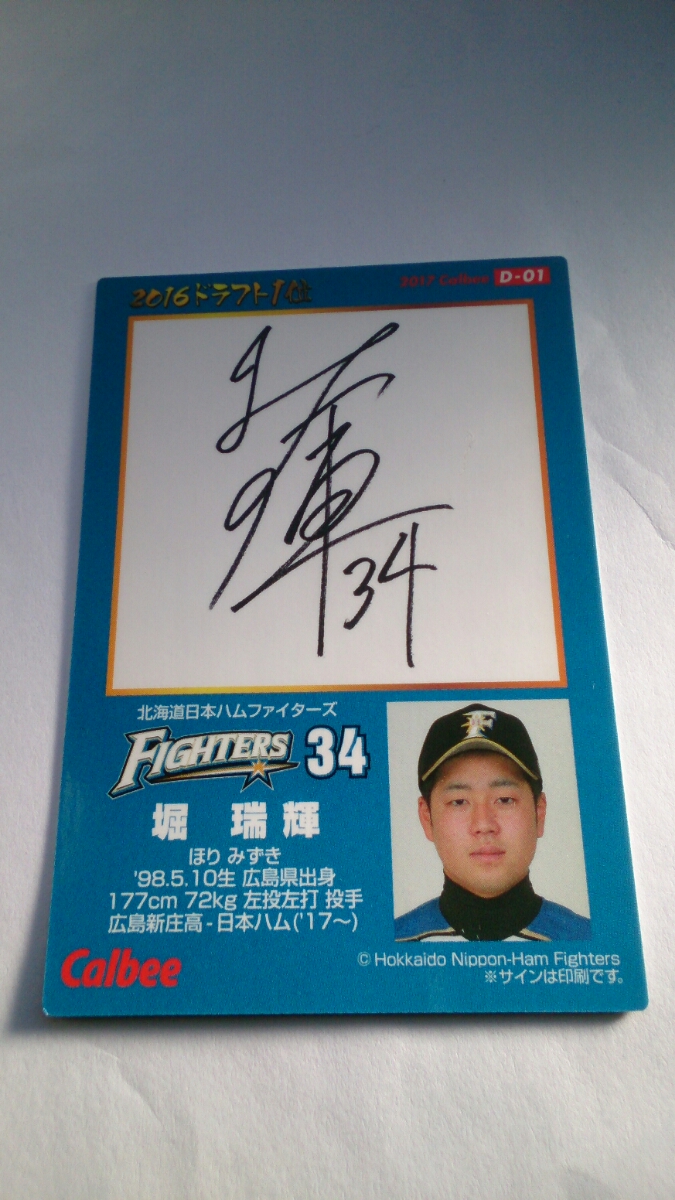 2016ドラフト1位
2017 Calbee D-01
34
北海道日本ハムファイターズ
FIGHTERS 34
F
堀 瑞輝
ほり みずき
'98.5.10生 広島県出身
177cm 72kg 左投左打 投手
広島新庄高-日本ハム('17〜)
Calbee
© Hokkaido Nippon-Ham Fighters
※サインは印刷です。